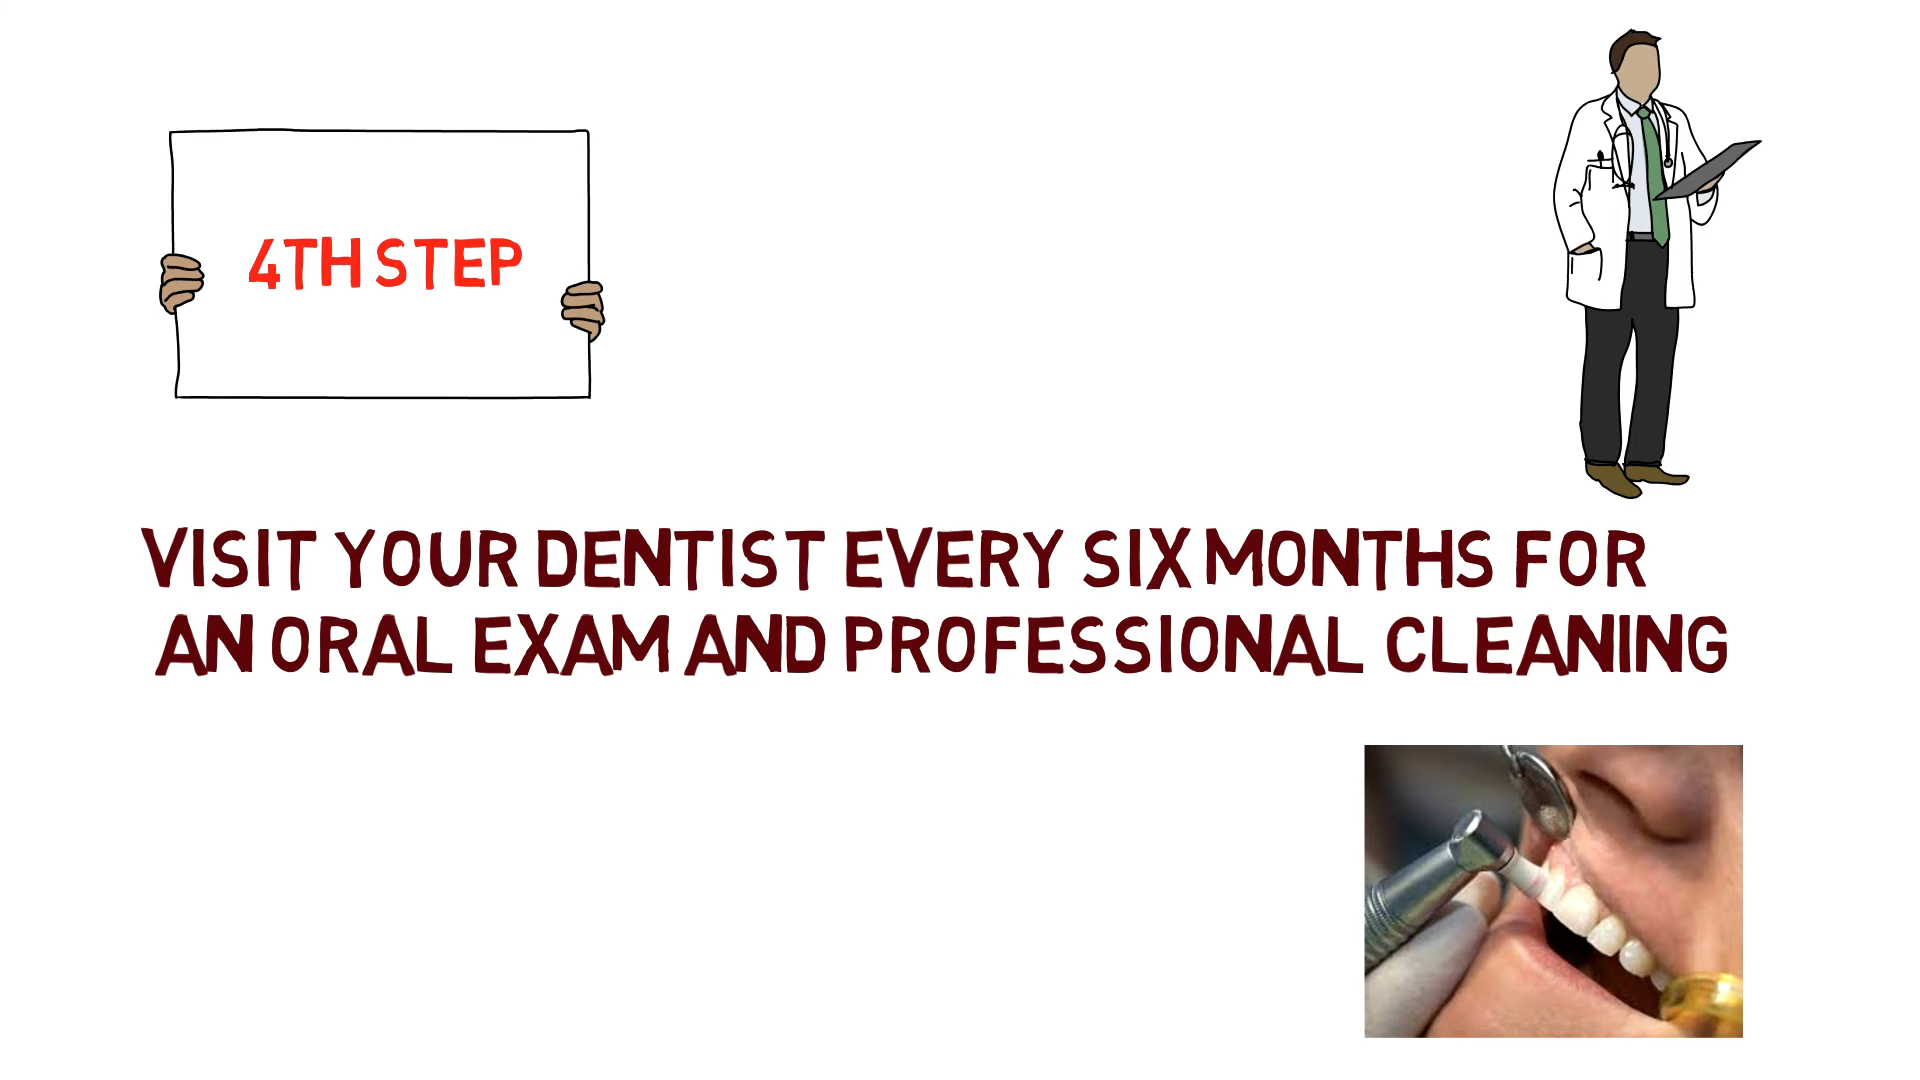 4TH STEP
VISIT YOUR DENTIST EVERY SIX MONTHS FOR
AN ORAL EXAM AND PROFESSIONAL CLEANING